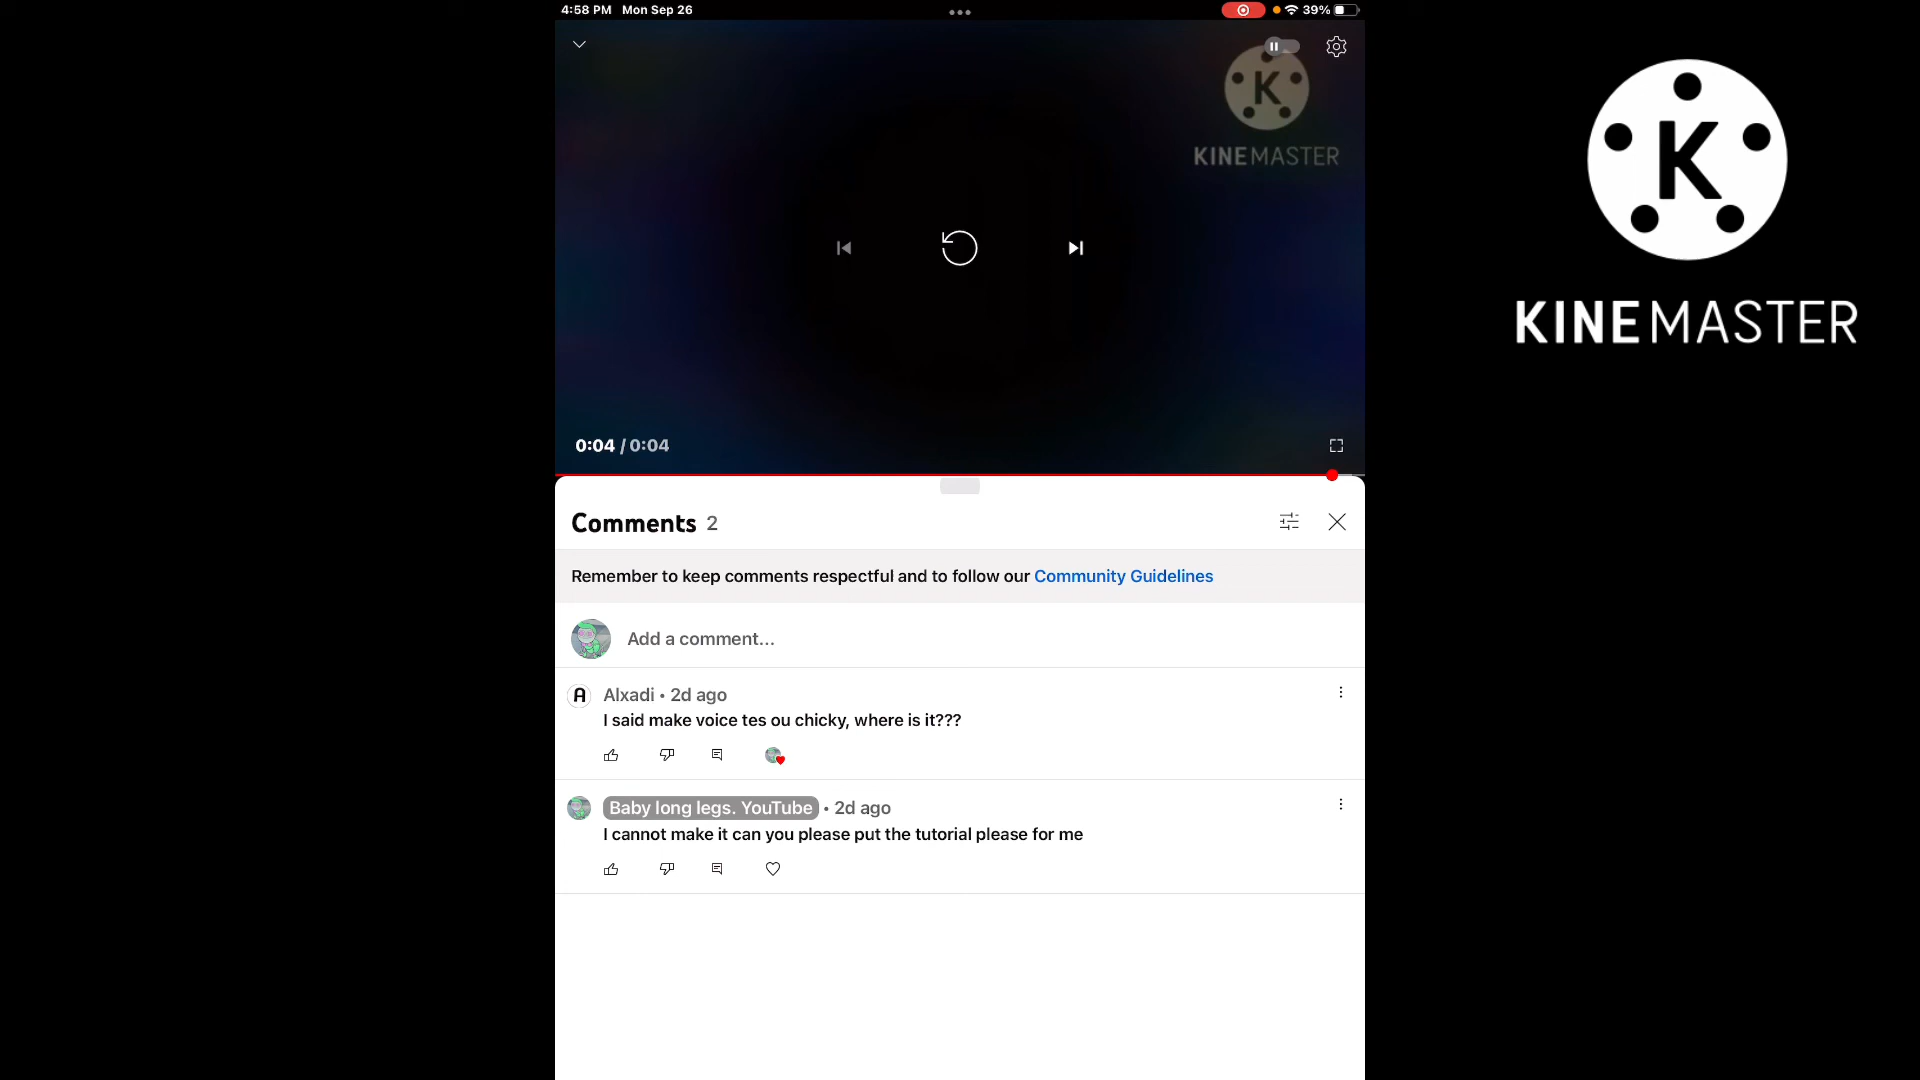 4:58 PM Mon Sep 26
39%
K
KINEMASTER
K
KINEMASTER
0:04 / 0:04
Comments 2
Remember to keep comments respectful and to follow our Community Guidelines
Add a comment...
A
Alxadi • 2d ago
I said make voice tes ou chicky, where is it???
Baby long legs. YouTube • 2d ago
I cannot make it can you please put the tutorial please for me